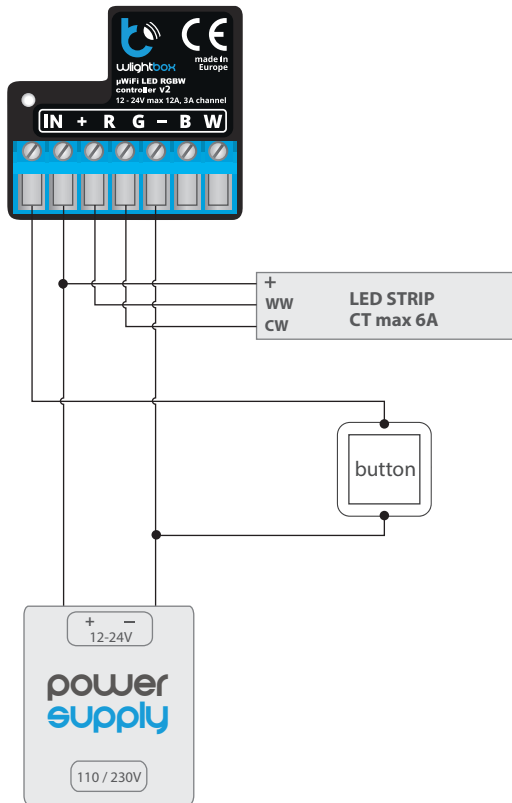 CE
made in
Europe
wlightbox
µWiFi LED RGBW
controller v2
12 - 24V max 12A, 3A channel
IN + R G − B W
+
WW
CW
LED STRIP
CT max 6A
button
+ −
12-24V
power
supply
110 / 230V